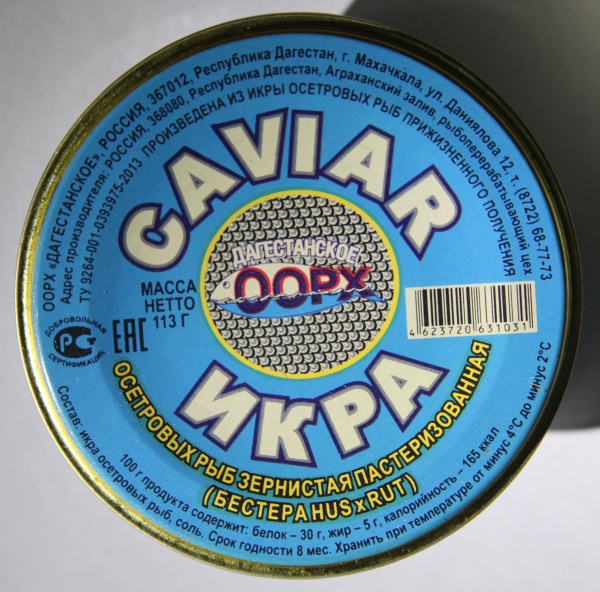 ООРХ «ДАГЕСТАНСКОЕ», РОССИЯ, 367012, Республика Дагестан, г. Махачкала, ул. Даниялова 12, т. (8722) 68-77-73
Адрес производителя: РОССИЯ, 368080, Республика Дагестан, Аграханский залив, рыбоперерабатывающий цех
ТУ 9264-001-0393975-2013 ПРОИЗВЕДЕНА ИЗ ИКРЫ ОСЕТРОВЫХ РЫБ ПРИЖИЗНЕННОГО ПОЛУЧЕНИЯ
CAVIAR
ДАГЕСТАНСКОЕ
ООРХ
МАССА
НЕТТО
113 Г
ЕАС
ДОБРОВОЛЬНАЯ
РСТ
СЕРТИФИКАЦИЯ
4623720631031
ИКРА
ОСЕТРОВЫХ РЫБ ЗЕРНИСТАЯ ПАСТЕРИЗОВАННАЯ
(БЕСТЕРА HUS x RUT)
100 г продукта содержит: белок – 30 г, жир – 5 г, калорийность – 165 ккал
Состав: икра осетровых рыб, соль. Срок годности 8 мес. Хранить при температуре от минус 4°С до минус 2°С